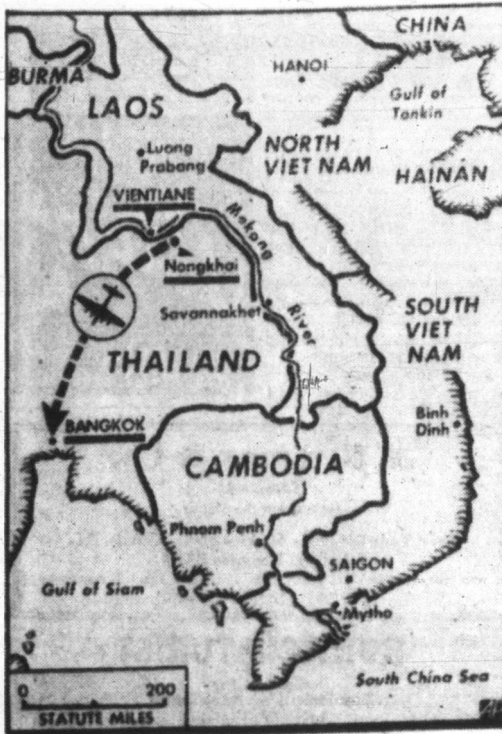 CHINA
BURMA
HANOI
Gulf of
Tonkin
LAOS
Luong
Prabang
NORTH
VIET NAM
HAINAN
VIENTIANE
Mekong
Nongkhai
Savannakhet
River
SOUTH
VIET
NAM
THAILAND
BANGKOK
Binh
Dinh
CAMBODIA
Phnom Penh
SAIGON
Gulf of Siam
Mytho
South China Sea
0 200
STATUTE MILES